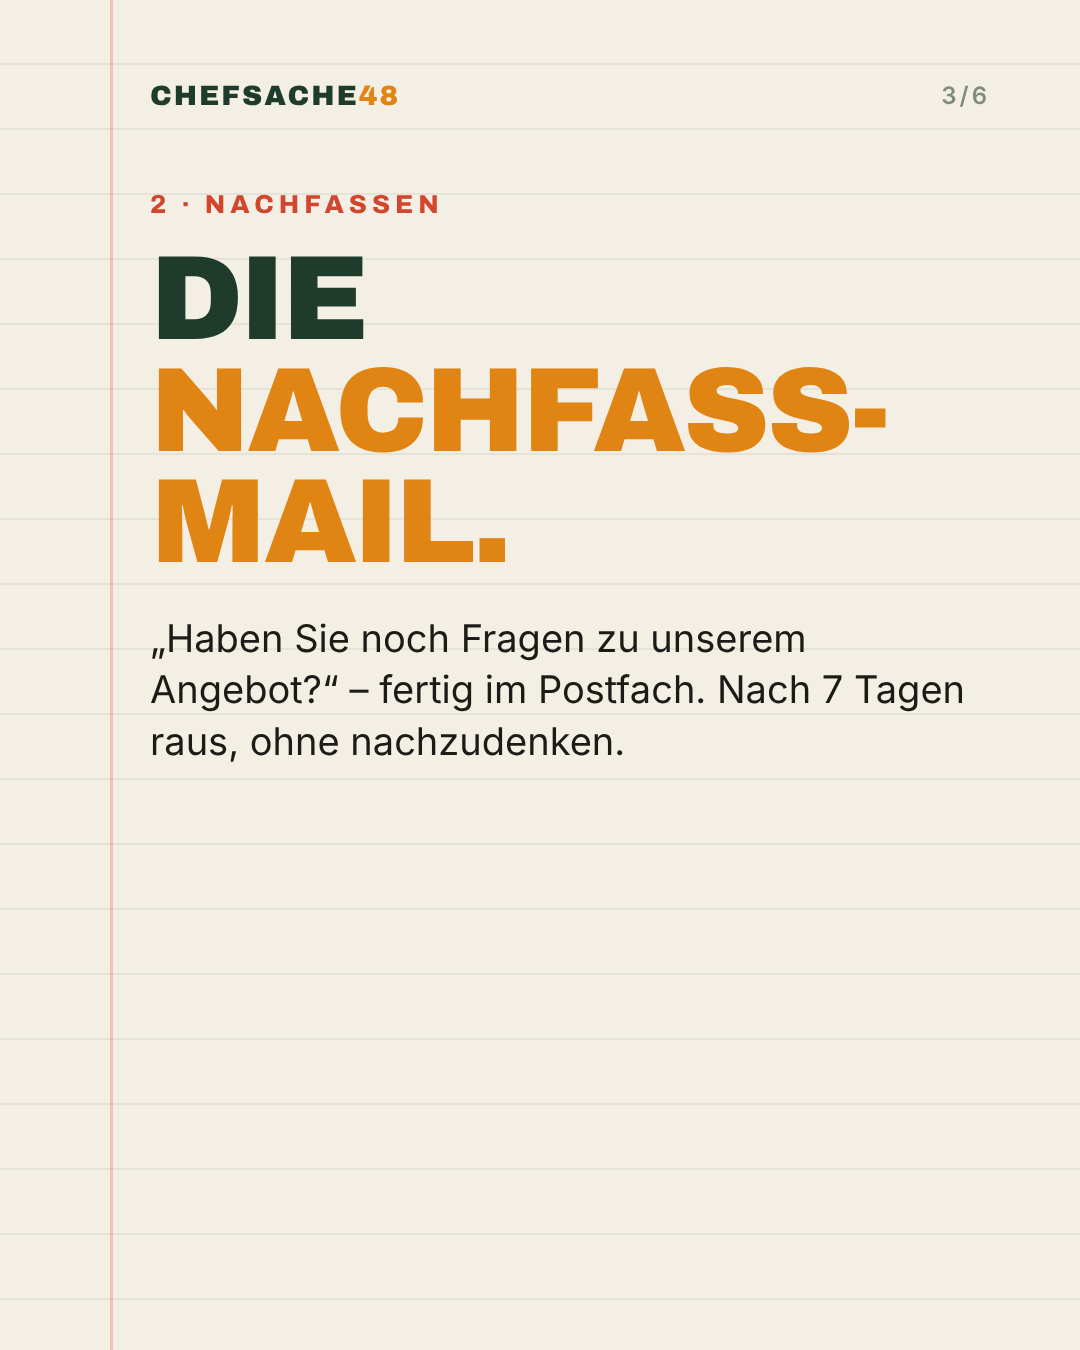 CHEFSACHE48
3/6
2 · NACHFASSEN
DIE
NACHFASS-
MAIL.
„Haben Sie noch Fragen zu unserem
Angebot?“ – fertig im Postfach. Nach 7 Tagen
raus, ohne nachzudenken.